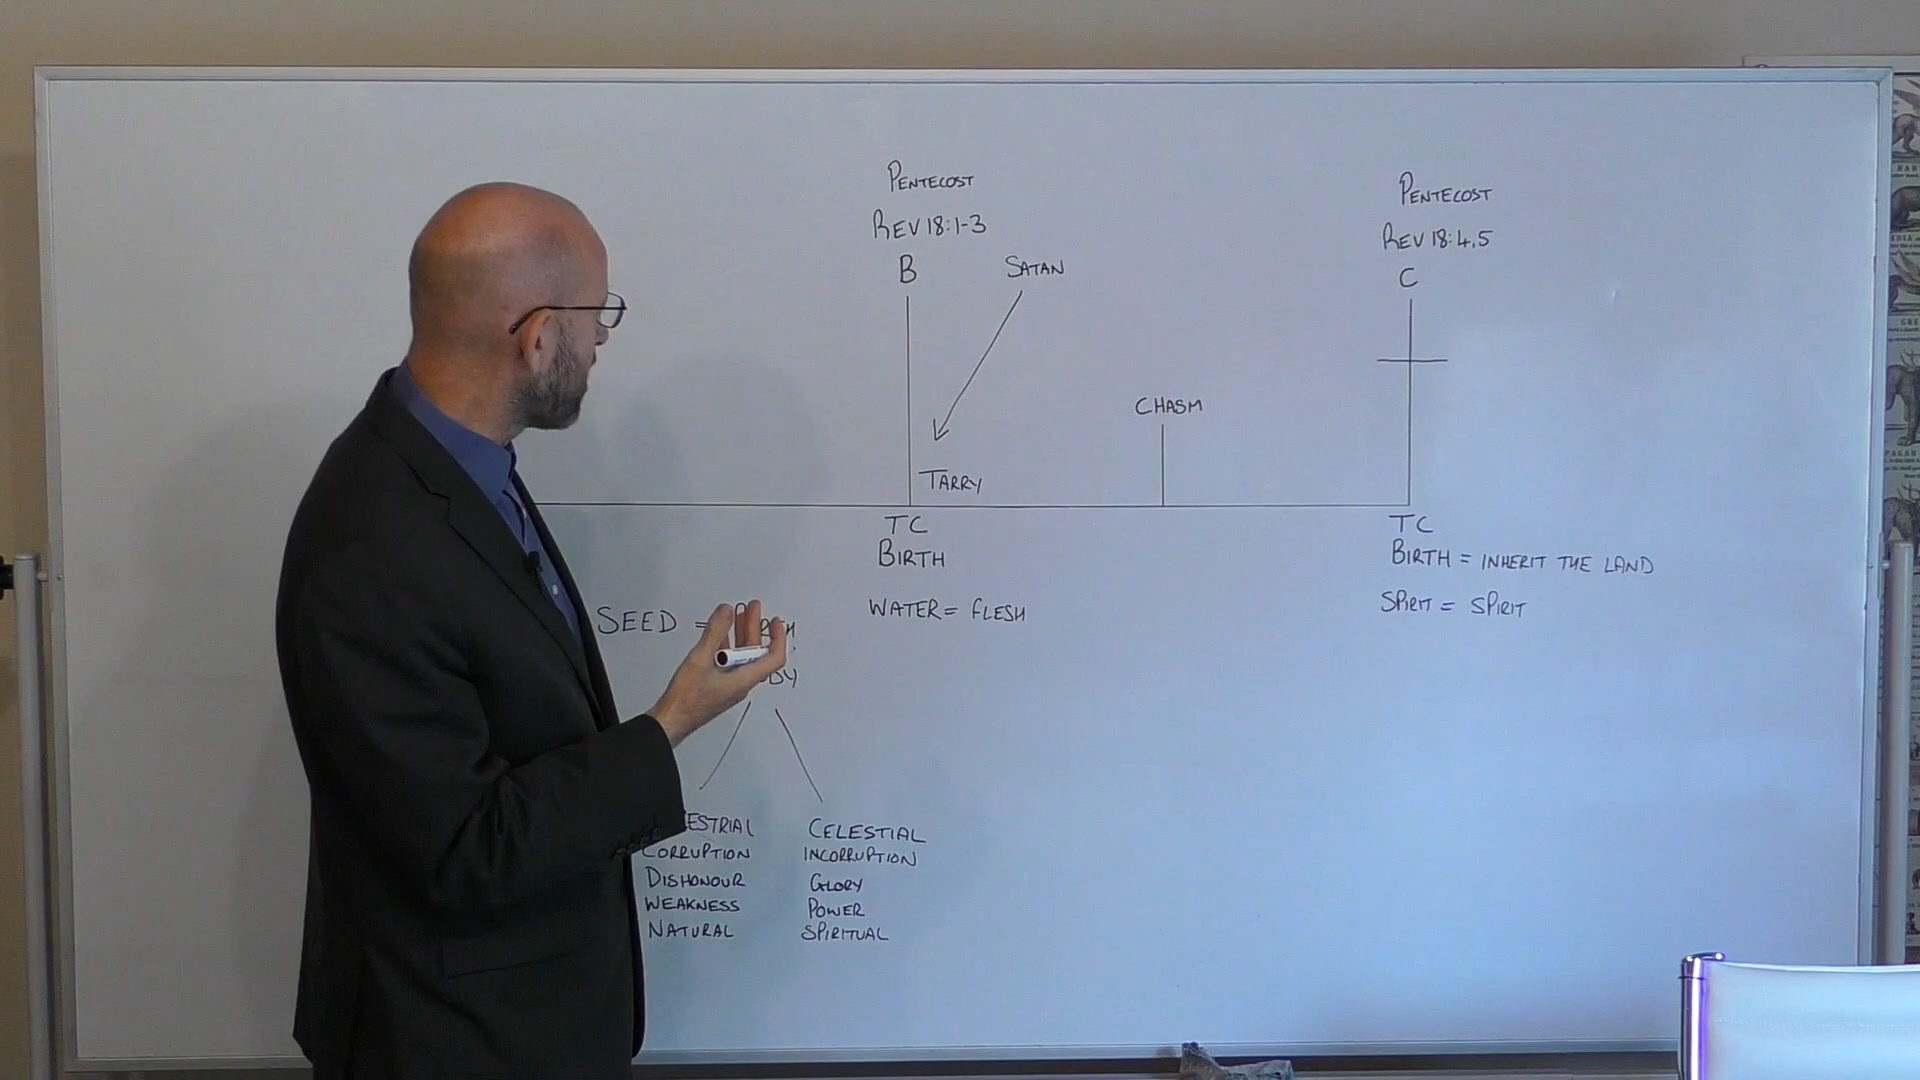 PENTECOST
REV 18:1-3
B
SATAN
TARRY
TC
BIRTH
WATER = FLESH
CHASM
PENTECOST
REV 18:4,5
C
TC
BIRTH = INHERIT THE LAND
SPIRIT = SPIRIT
SEED =
CORRUPTION
DISHONOUR
WEAKNESS
NATURAL
CELESTIAL
INCORRUPTION
GLORY
POWER
SPIRITUAL